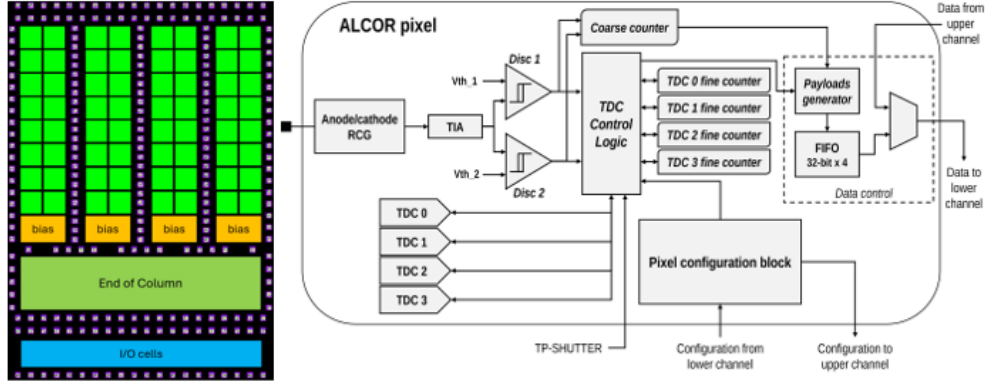 bias
bias
bias
bias
End of Column
I/O cells
ALCOR pixel
Data from
upper
channel
Coarse counter
Disc 1
Vth_1
Anode/cathode
RCG
TIA
TDC
Control
Logic
TDC 0 fine counter
TDC 1 fine counter
TDC 2 fine counter
TDC 3 fine counter
Payloads
generator
FIFO
32-bit x 4
Data control
Vth_2
Disc 2
Data to
lower
channel
TDC 0
TDC 1
TDC 2
TDC 3
Pixel configuration block
TP-SHUTTER
Configuration from
lower channel
Configuration to
upper channel